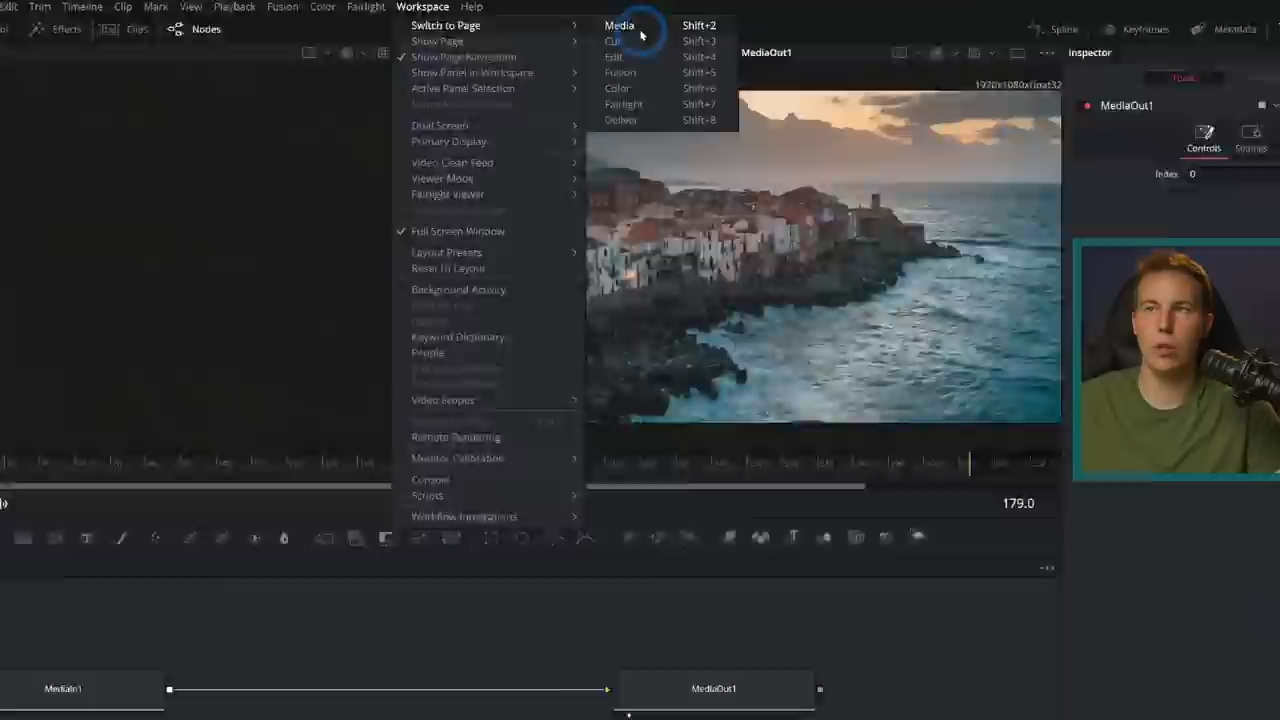 Edit Trim Timeline Clip Mark View Playback Fusion Color Fairlight Workspace Help
Effects Clips Nodes Spline Keyframes Metadata
MediaOut1
Inspector
1920x1080xfloat32
Tools
MediaOut1
Controls Settings
Index 0
Switch to Page
Show Page
Show Page Navigation
Show Panel in Workspace
Active Panel Selection
Dual Screen
Primary Display
Video Clean Feed
Viewer Mode
Fairlight Viewer
Full Screen Window
Layout Presets
Reset UI Layout
Background Activity
Keyword Dictionary
People
Video Scopes
Remote Rendering
Monitor Calibration
Console
Scripts
Workflow Integrations
Media Shift+2
Cut Shift+3
Edit Shift+4
Fusion Shift+5
Color Shift+6
Fairlight Shift+7
Deliver Shift+8
179.0
T
T
MediaIn1
MediaOut1